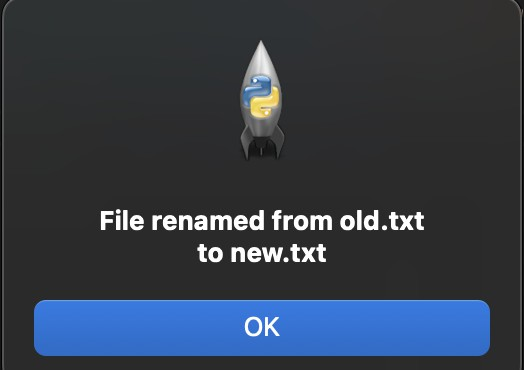 File renamed from old.txt
to new.txt
OK